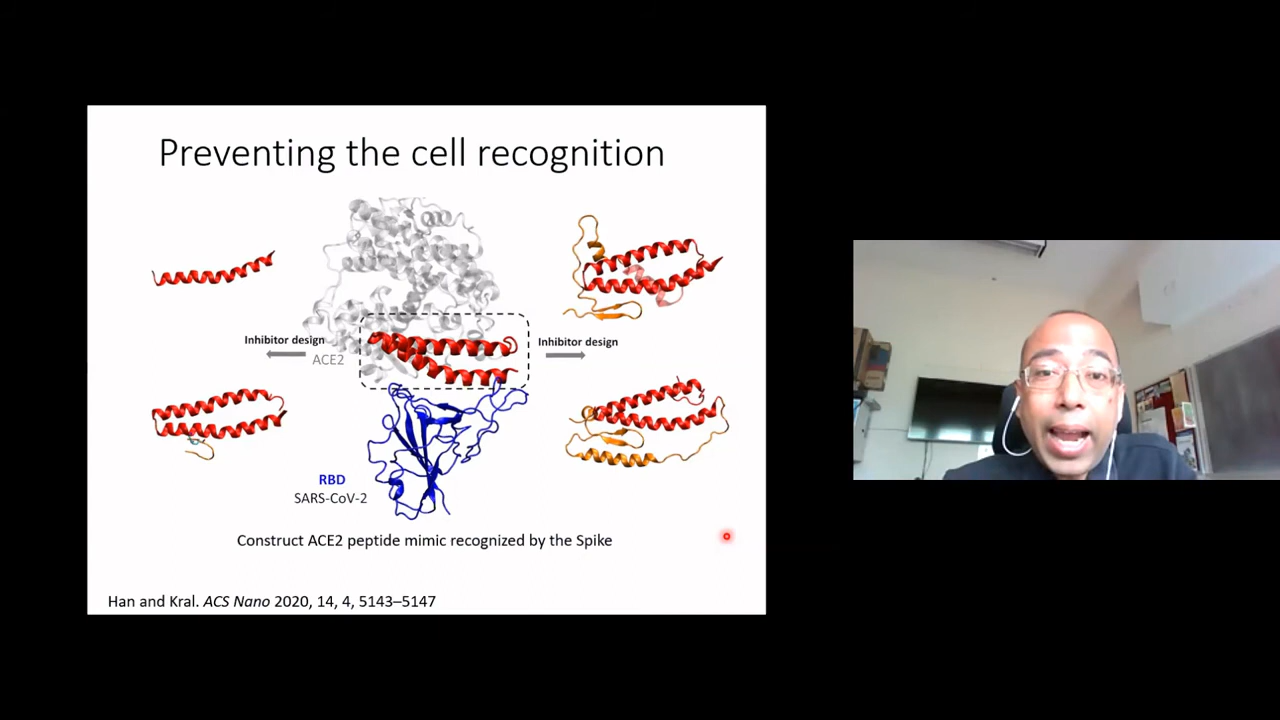 Preventing the cell recognition
Inhibitor design
ACE2
Inhibitor design
RBD
SARS-CoV-2
Construct ACE2 peptide mimic recognized by the Spike
Han and Kral. ACS Nano 2020, 14, 4, 5143–5147